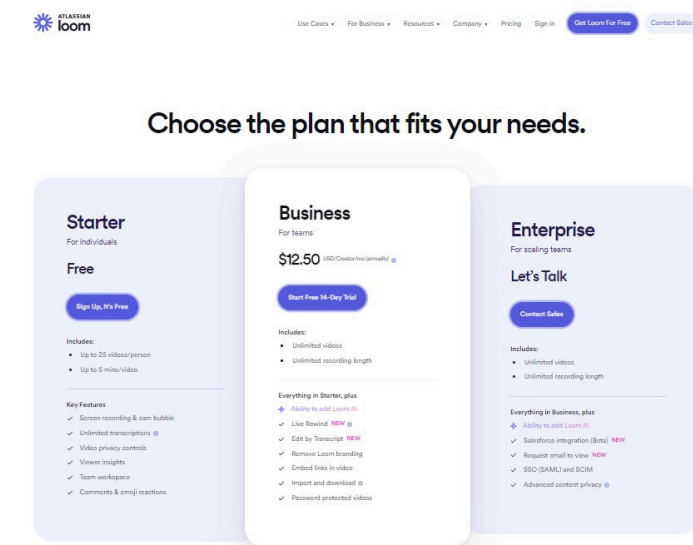 ATLASSIAN
loom
Use Cases
For Business
Resources
Company
Pricing
Sign In
Get Loom For Free
Contact Sales
Choose the plan that fits your needs.
Starter
For individuals
Free
Sign Up, It's Free
Includes:
Up to 25 videos/person
Up to 5 mins/video
Key Features
Screen recording & cam bubble
Unlimited transcriptions
Video privacy controls
Viewer insights
Team workspace
Comments & emoji reactions
Business
For teams
$12.50 USD/Creator/mo (annually)
Start Free 14-Day Trial
Includes:
Unlimited videos
Unlimited recording length
Everything in Starter, plus
Ability to add Loom AI
Live Rewind NEW
Edit by Transcript NEW
Remove Loom branding
Embed links in video
Import and download
Password protected videos
Enterprise
For scaling teams
Let's Talk
Contact Sales
Includes:
Unlimited videos
Unlimited recording length
Everything in Business, plus
Ability to add Loom AI
Salesforce integration (Beta) NEW
Request email to view NEW
SSO (SAML) and SCIM
Advanced content privacy